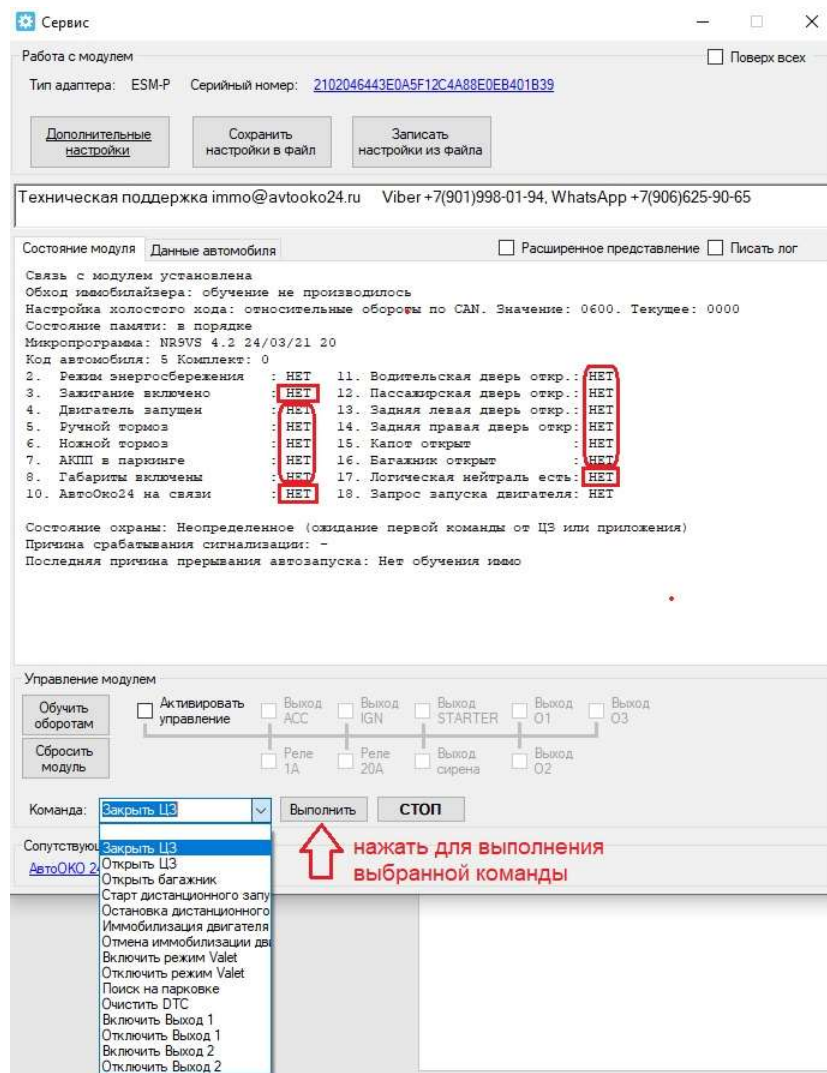 Сервис
Работа с модулем
Поверх всех
Тип адаптера: ESM-P Серийный номер: 2102046443E0A5F12C4A88E0EB401B39
Дополнительные настройки
Сохранить настройки в файл
Записать настройки из файла
Техническая поддержка immo@avtooko24.ru Viber +7(901)998-01-94, WhatsApp +7(906)625-90-65
Состояние модуля Данные автомобиля
Расширенное представление Писать лог
Связь с модулем установлена
Обход иммобилайзера: обучение не производилось
Настройка холостого хода: относительные обороты по CAN. Значение: 0600. Текущее: 0000
Состояние памяти: в порядке
Микропрограмма: NR9VS 4.2 24/03/21 20
Код автомобиля: 5 Комплект: 0
2. Режим энергосбережения : НЕТ 11. Водительская дверь откр.: НЕТ
3. Зажигание включено : НЕТ 12. Пассажирская дверь откр.: НЕТ
4. Двигатель запущен : НЕТ 13. Задняя левая дверь откр.: НЕТ
5. Ручной тормоз : НЕТ 14. Задняя правая дверь откр: НЕТ
6. Ножной тормоз : НЕТ 15. Капот открыт : НЕТ
7. АКПП в паркинге : НЕТ 16. Багажник открыт : НЕТ
8. Габариты включены : НЕТ 17. Логическая нейтраль есть: НЕТ
10. АвтоОко24 на связи : НЕТ 18. Запрос запуска двигателя: НЕТ
Состояние охраны: Неопределенное (ожидание первой команды от ЦЗ или приложения)
Причина срабатывания сигнализации: -
Последняя причина прерывания автозапуска: Нет обучения иммо
Управление модулем
Обучить оборотам
Активировать управление
Выход ACC
Выход IGN
Выход STARTER
Выход O1
Выход O3
Сбросить модуль
Реле 1A
Реле 20A
Выход сирена
Выход O2
Команда: Закрыть ЦЗ Выполнить СТОП
Сопутствую
АвтоОКО 2
нажать для выполнения
выбранной команды
Закрыть ЦЗ
Открыть ЦЗ
Открыть багажник
Старт дистанционного запу
Остановка дистанционного
Иммобилизация двигателя
Отмена иммобилизации дви
Включить режим Valet
Отключить режим Valet
Поиск на парковке
Очистить DTC
Включить Выход 1
Отключить Выход 1
Включить Выход 2
Отключить Выход 2